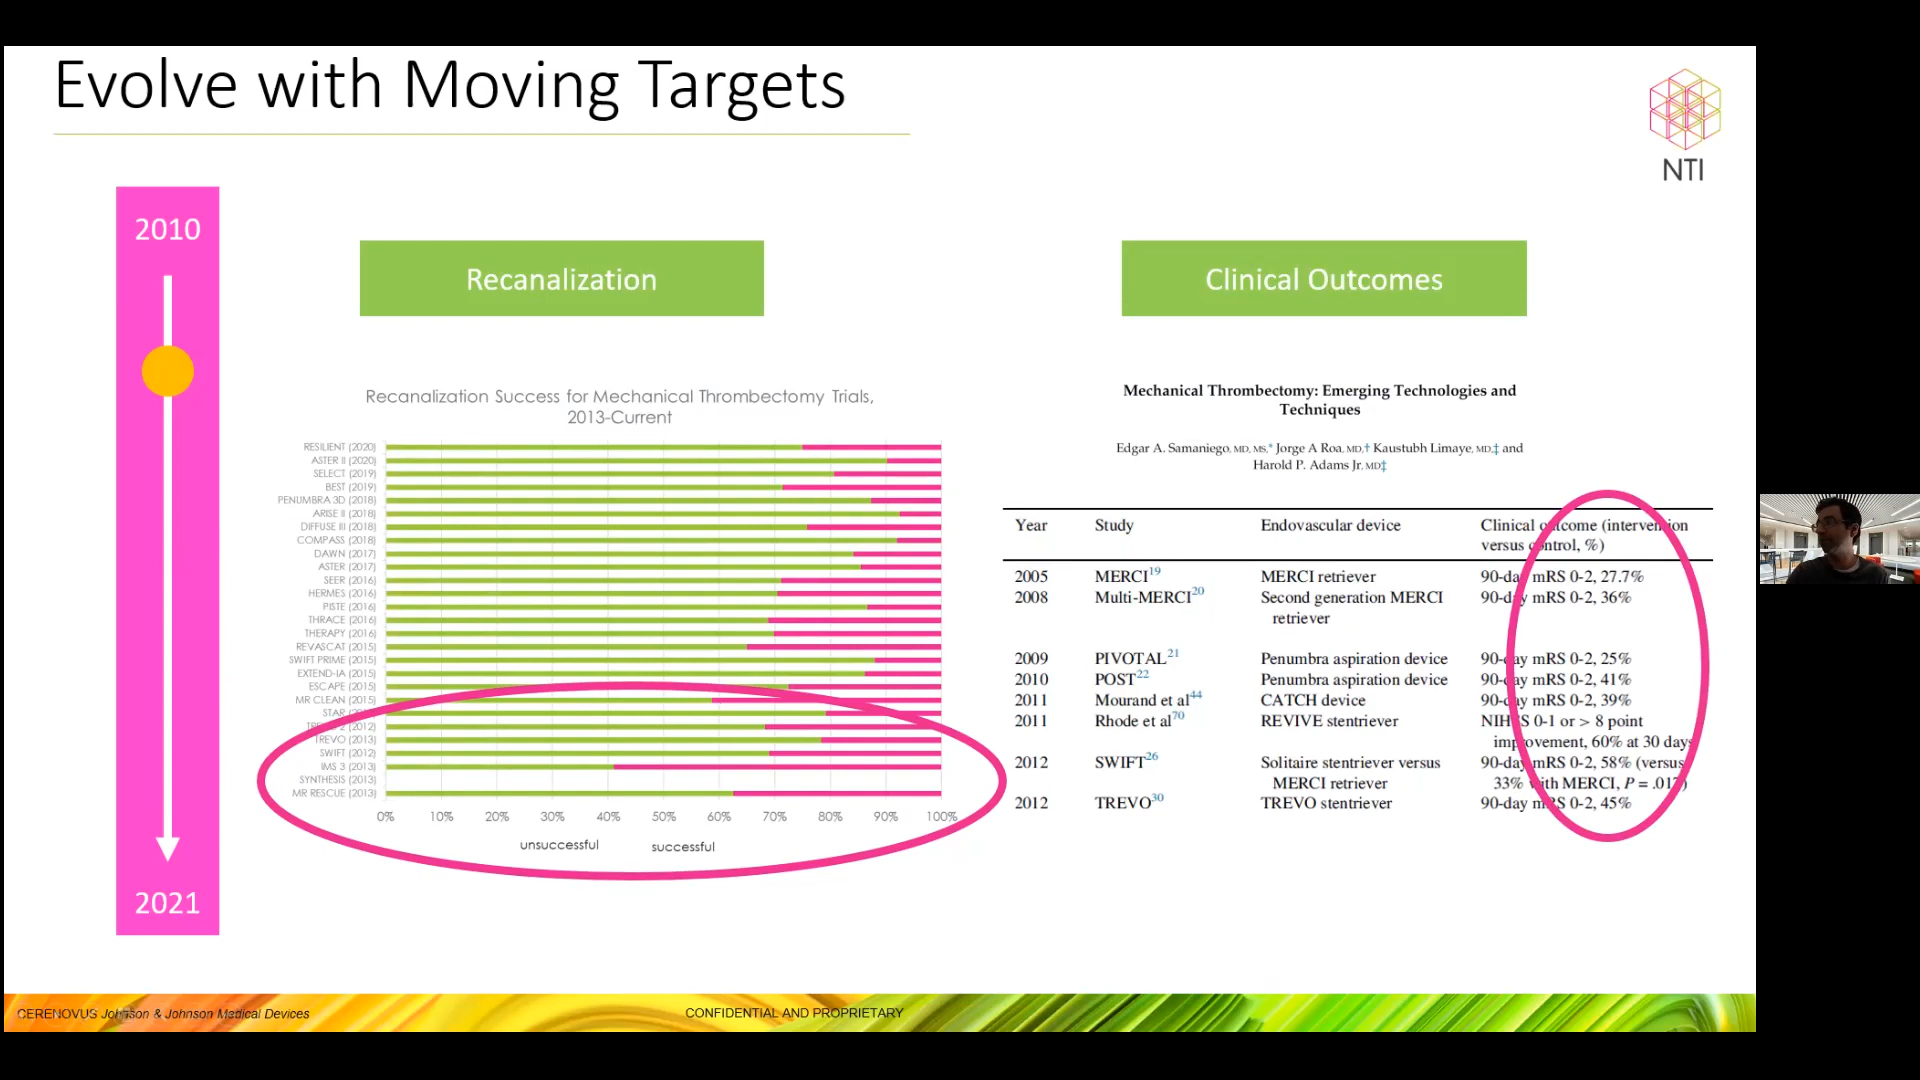 Evolve with Moving Targets
NTI
2010
2021
Recanalization
Clinical Outcomes
Recanalization Success for Mechanical Thrombectomy Trials,
2013-Current
RESILIENT (2020)
ASTER II (2020)
SELECT (2019)
BEST (2019)
PENUMBRA 3D (2018)
ARISE II (2018)
DIFFUSE III (2018)
COMPASS (2018)
DAWN (2017)
ASTER (2017)
SEER (2016)
HERMES (2016)
PISTE (2016)
THRACE (2016)
THERAPY (2016)
REVASCAT (2015)
SWIFT PRIME (2015)
EXTEND-IA (2015)
ESCAPE (2015)
MR CLEAN (2015)
STAR
2 (2012)
TREVO (2013)
SWIFT (2012)
IMS 3 (2013)
SYNTHESIS (2013)
MR RESCUE (2013)
0% 10% 20% 30% 40% 50% 60% 70% 80% 90% 100%
unsuccessful successful
Mechanical Thrombectomy: Emerging Technologies and
Techniques
Edgar A. Samaniego, MD, MS,* Jorge A Roa, MD,† Kaustubh Limaye, MD,‡ and
Harold P. Adams Jr. MD‡
Year Study Endovascular device Clinical outcome (intervention
versus control, %)
2005 MERCI19 MERCI retriever 90-day mRS 0-2, 27.7%
2008 Multi-MERCI20 Second generation MERCI 90-day mRS 0-2, 36%
retriever
2009 PIVOTAL21 Penumbra aspiration device 90-day mRS 0-2, 25%
2010 POST22 Penumbra aspiration device 90-day mRS 0-2, 41%
2011 Mourand et al44 CATCH device 90-day mRS 0-2, 39%
2011 Rhode et al70 REVIVE stentriever NIHSS 0-1 or > 8 point
improvement, 60% at 30 days
2012 SWIFT26 Solitaire stentriever versus 90-day mRS 0-2, 58% (versus
MERCI retriever 33% with MERCI, P = .017)
2012 TREVO30 TREVO stentriever 90-day mRS 0-2, 45%
CERENOVUS Johnson & Johnson Medical Devices
CONFIDENTIAL AND PROPRIETARY